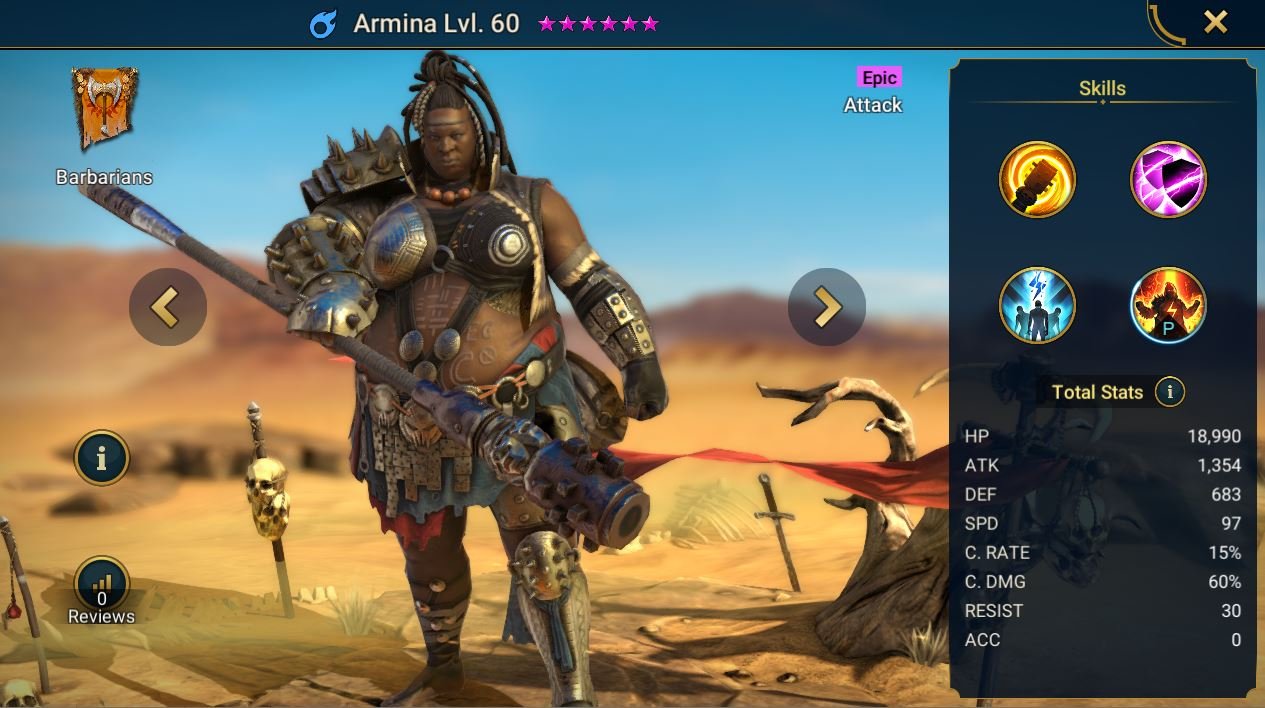 Armina Lvl. 60
Barbarians
Epic
Attack
0
Reviews
Skills
P
Total Stats
HP 18,990
ATK 1,354
DEF 683
SPD 97
C. RATE 15%
C. DMG 60%
RESIST 30
ACC 0